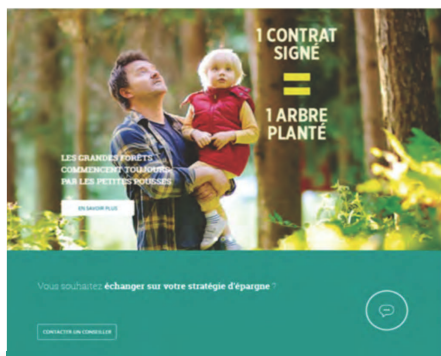 1 CONTRAT
SIGNÉ
=
1 ARBRE
PLANTÉ
LES GRANDES FORÊTS
COMMENCENT TOUJOURS
PAR LES PETITES POUSSES
EN SAVOIR PLUS
Vous souhaitez échanger sur votre stratégie d'épargne ?
CONTACTER UN CONSEILLER